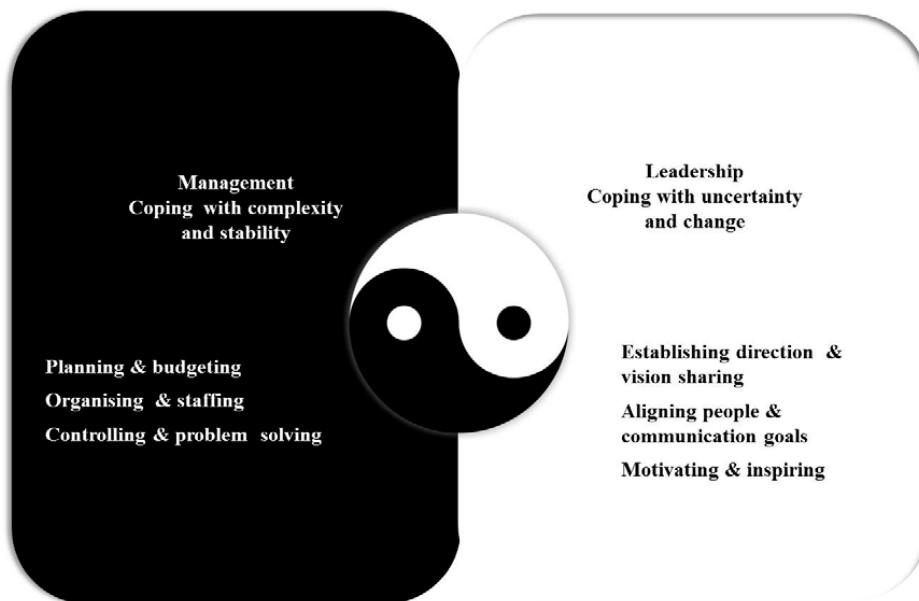 Management
Coping with complexity
and stability
Planning & budgeting
Organising & staffing
Controlling & problem solving
Leadership
Coping with uncertainty
and change
Establishing direction &
vision sharing
Aligning people &
communication goals
Motivating & inspiring